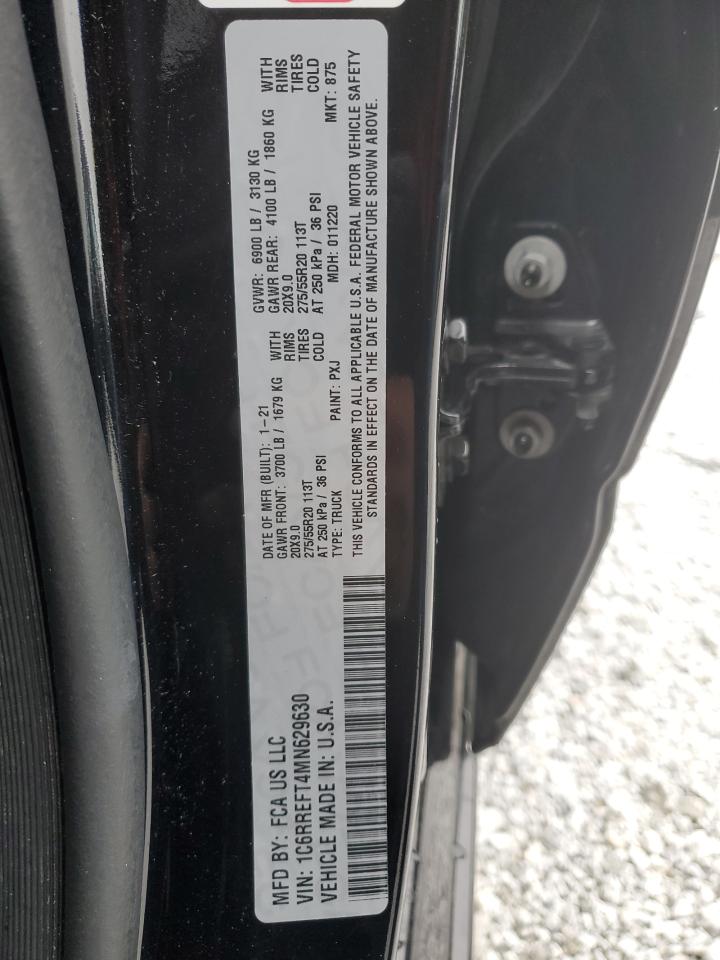 MFD BY: FCA US LLC
VIN: 1C6RREFT4MN629630
VEHICLE MADE IN: U.S.A.
DATE OF MFR (BUILT): 1-21
GAWR FRONT: 3700 LB / 1679 KG WITH
20X9.0 RIMS
275/55R20 113T TIRES
AT 250 kPa / 36 PSI COLD
TYPE: TRUCK PAINT: PXJ
GVWR: 6900 LB / 3130 KG
GAWR REAR: 4100 LB / 1860 KG WITH
20X9.0 RIMS
275/55R20 113T TIRES
AT 250 kPa / 36 PSI COLD
MDH: 011220 MKT: 875
THIS VEHICLE CONFORMS TO ALL APPLICABLE U.S.A. FEDERAL MOTOR VEHICLE SAFETY
STANDARDS IN EFFECT ON THE DATE OF MANUFACTURE SHOWN ABOVE.